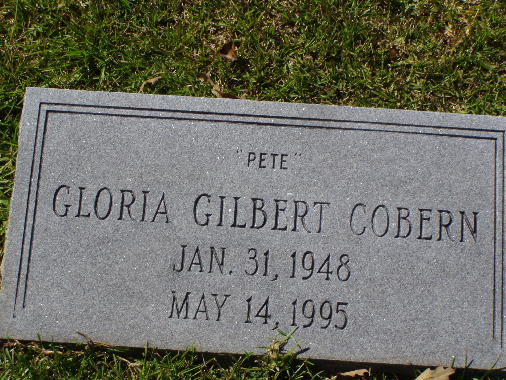 "PETE"
GLORIA GILBERT COBERN
JAN. 31, 1948
MAY 14, 1995